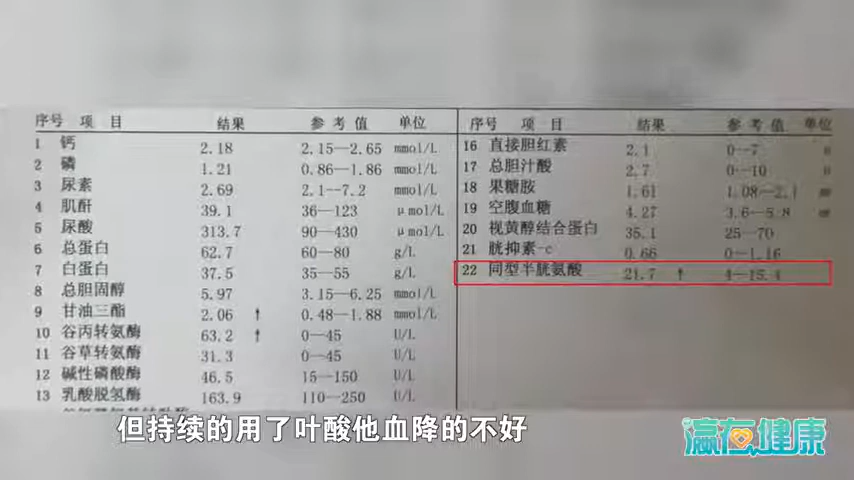 序号 项目 结果 参考值 单位
1 钙 2.18 2.15—2.65 mmol/L
2 磷 1.21 0.86—1.86 mmol/L
3 尿素 2.69 2.1—7.2 mmol/L
4 肌酐 39.1 36—123 μmol/L
5 尿酸 313.7 90—430 μmol/L
6 总蛋白 62.7 60—80 g/L
7 白蛋白 37.5 35—55 g/L
8 总胆固醇 5.97 3.15—6.25 mmol/L
9 甘油三酯 2.06 ↑ 0.48—1.88 mmol/L
10 谷丙转氨酶 63.2 ↑ 0—45 U/L
11 谷草转氨酶 31.3 0—45 U/L
12 碱性磷酸酶 46.5 15—150 U/L
13 乳酸脱氢酶 163.9 110—250 U/L
序号 项目 结果 参考值 单位
16 直接胆红素 2.1 0—7
17 总胆汁酸 2.7 0—10
18 果糖胺 1.61 1.08—2.1
19 空腹血糖 4.27 3.6—5.8
20 视黄醇结合蛋白 35.1 25—70
21 胱抑素-c 0.66 0—1.16
22 同型半胱氨酸 21.7 ↑ 4—15.4
但持续的用了叶酸他血降的不好
赢在健康